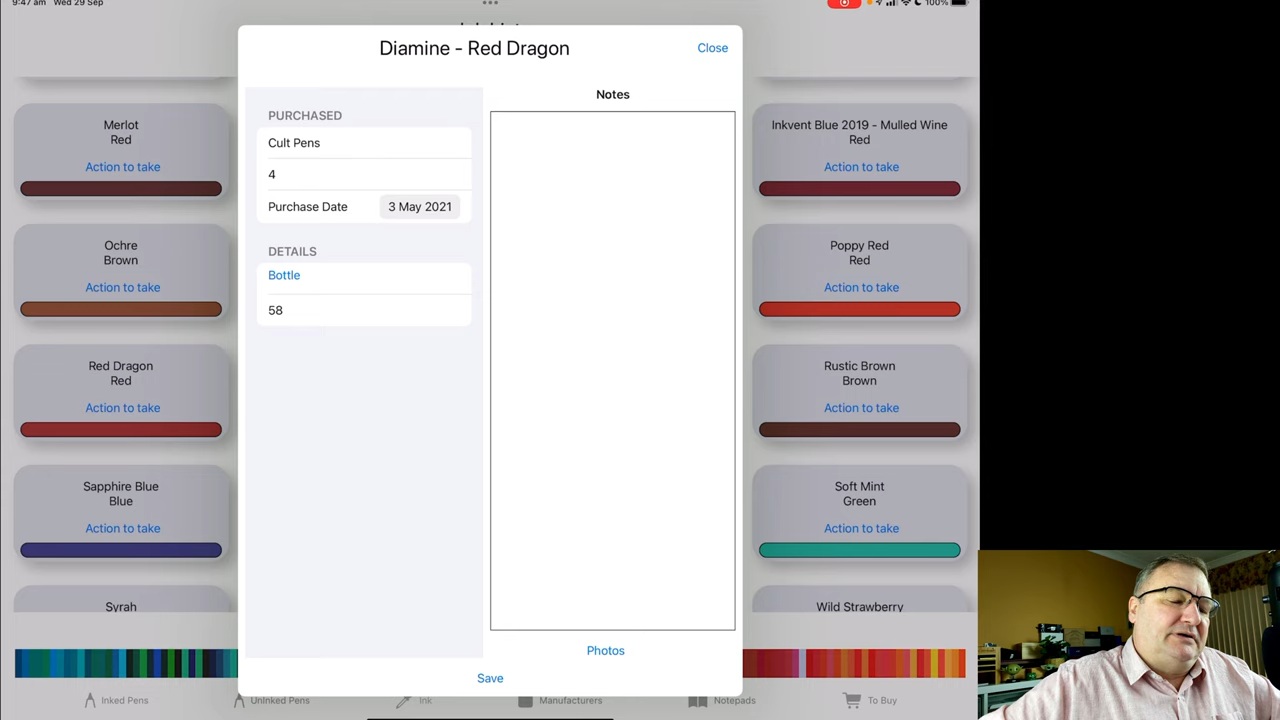 9:47 am Wed 29 Sep
100%
Diamine - Red Dragon
Close
PURCHASED
Cult Pens
4
Purchase Date
3 May 2021
DETAILS
Bottle
58
Notes
Photos
Save
Merlot
Red
Action to take
Inkvent Blue 2019 - Mulled Wine
Red
Action to take
Ochre
Brown
Action to take
Poppy Red
Red
Action to take
Red Dragon
Red
Action to take
Rustic Brown
Brown
Action to take
Sapphire Blue
Blue
Action to take
Soft Mint
Green
Action to take
Syrah
Wild Strawberry
Inked Pens
UnInked Pens
Ink
Manufacturers
Notepads
To Buy